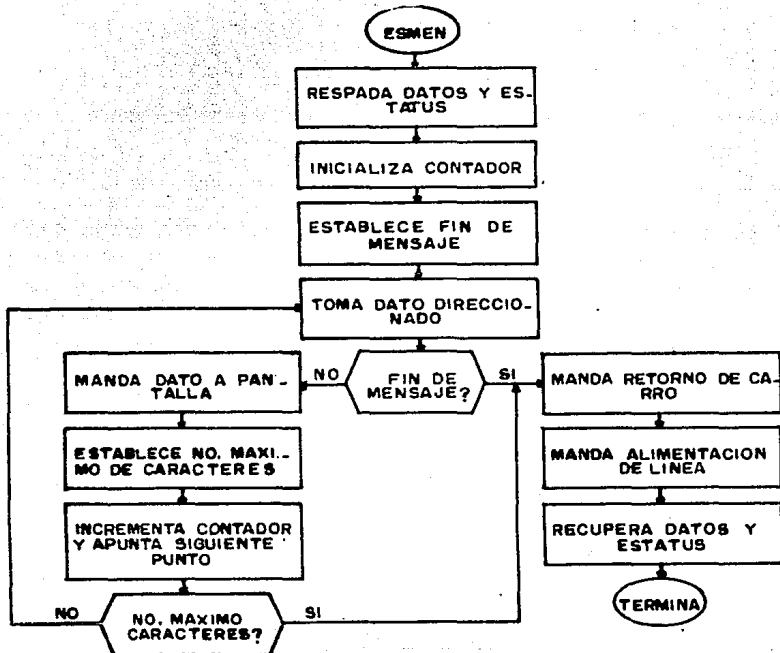 ESMEN
RESPADA DATOS Y ES-
TATUS
INICIALIZA CONTADOR
ESTABLECE FIN DE
MENSAJE
TOMA DATO DIRECCIO-
NADO
FIN DE
MENSAJE?
NO
SI
MANDA DATO A PAN-
TALLA
ESTABLECE NO. MAXI-
MO DE CARACTERES
INCREMENTA CONTADOR
Y APUNTA SIGUIENTE
PUNTO
NO. MAXIMO
CARACTERES?
NO
SI
MANDA RETORNO DE CA-
RRO
MANDA ALIMENTACION
DE LINEA
RECUPERA DATOS Y
ESTATUS
TERMINA